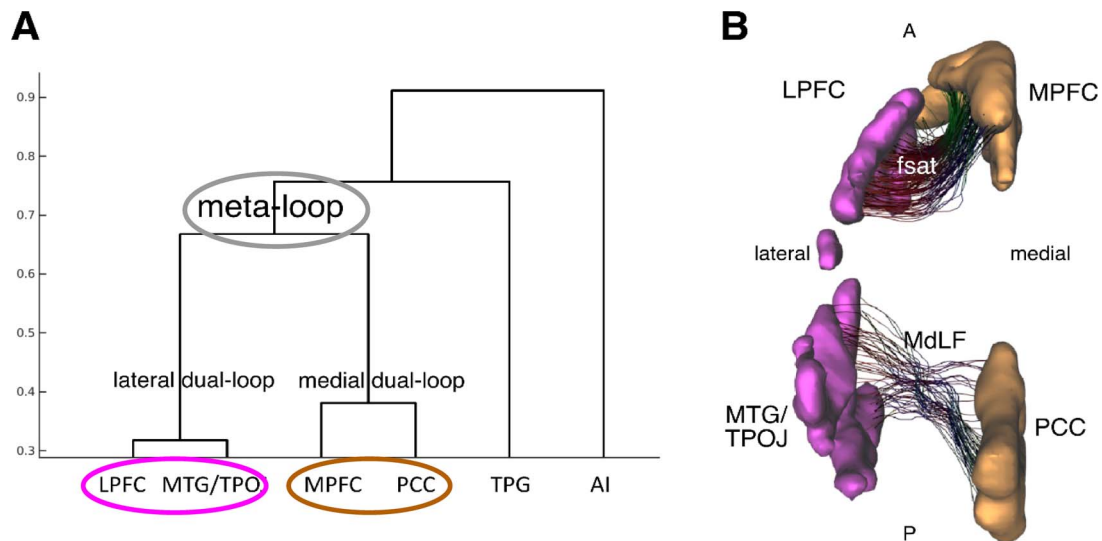 A
0.9
0.8
0.7
0.6
0.5
0.4
0.3
meta-loop
lateral dual-loop
medial dual-loop
LPFC MTG/TPO MPFC PCC TPG AI
B
A
LPFC
MPFC
fsat
lateral
medial
MdLF
MTG/
TPOJ
PCC
P